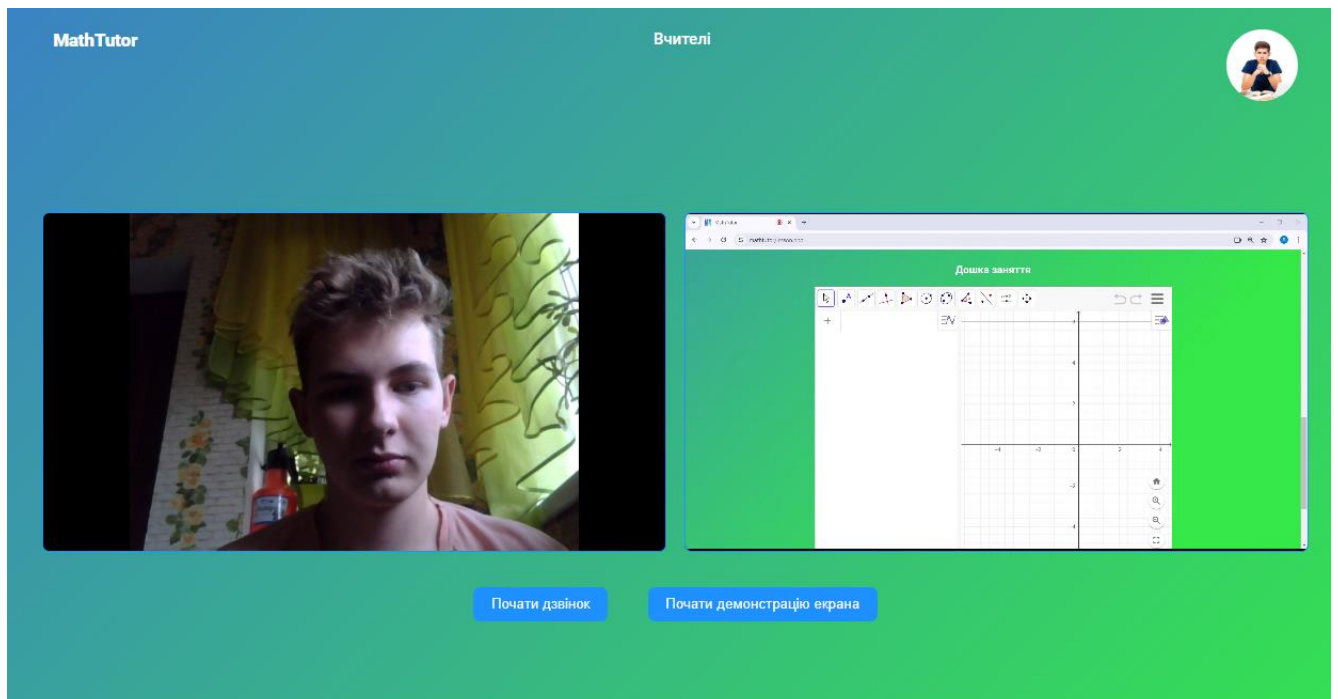 MathTutor
Вчителі
Дошка заняття
Почати дзвінок
Почати демонстрацію екрана